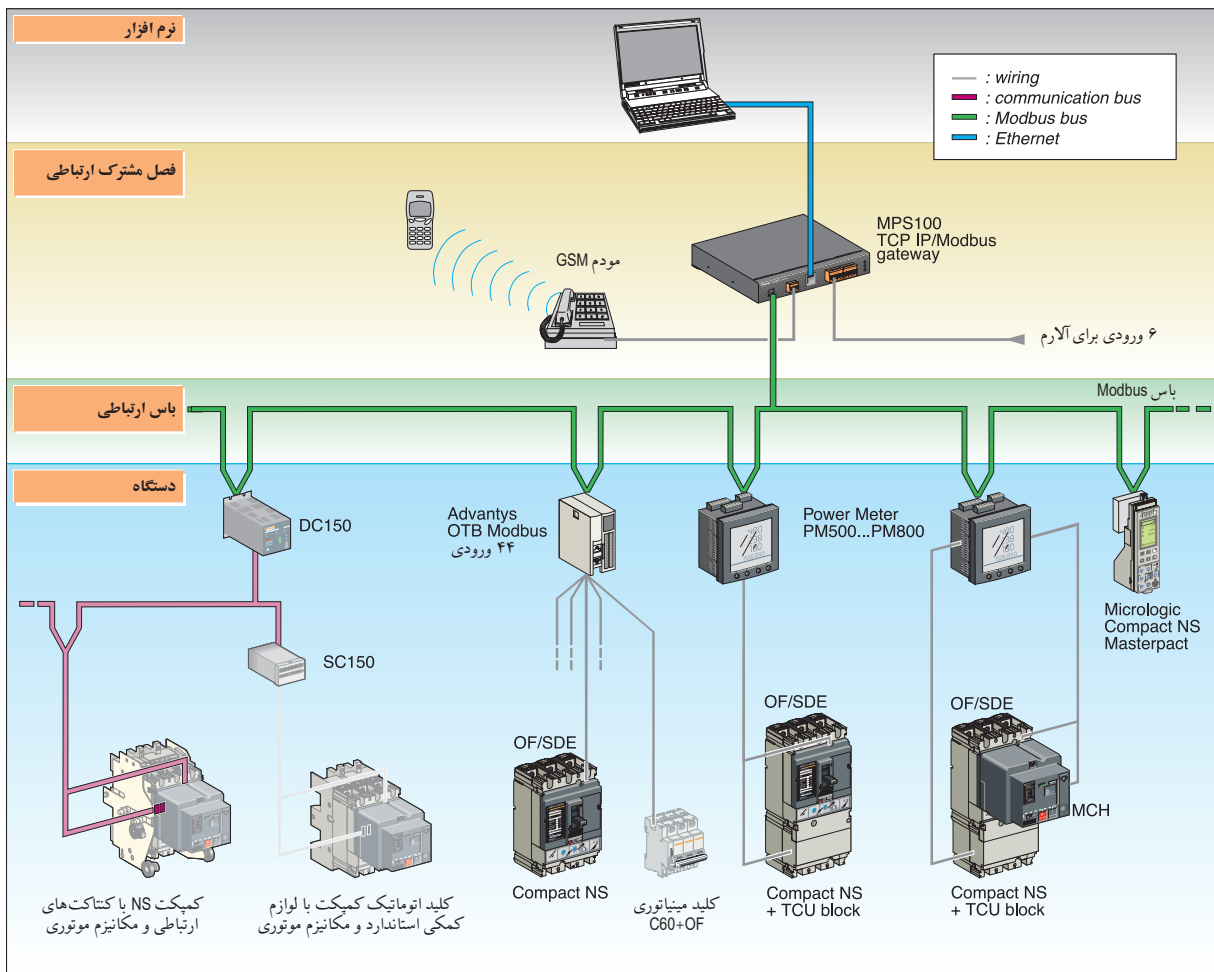 نرم افزار
: wiring
: communication bus
: Modbus bus
: Ethernet
فصل مشترک ارتباطی
MPS100
TCP IP/Modbus
gateway
مودم GSM
۶ ورودی برای آلارم
باس ارتباطی
باس Modbus
دستگاه
DC150
Advantys
OTB Modbus
۴۴ ورودی
Power Meter
PM500...PM800
Micrologic
Compact NS
Masterpact
SC150
OF/SDE
OF/SDE
OF/SDE
MCH
کمپکت NS با کنتاکت‌های
ارتباطی و مکانیزم موتوری
کلید اتوماتیک کمپکت با لوازم
کمکی استاندارد و مکانیزم موتوری
Compact NS
کلید مینیاتوری
C60+OF
Compact NS
+ TCU block
Compact NS
+ TCU block